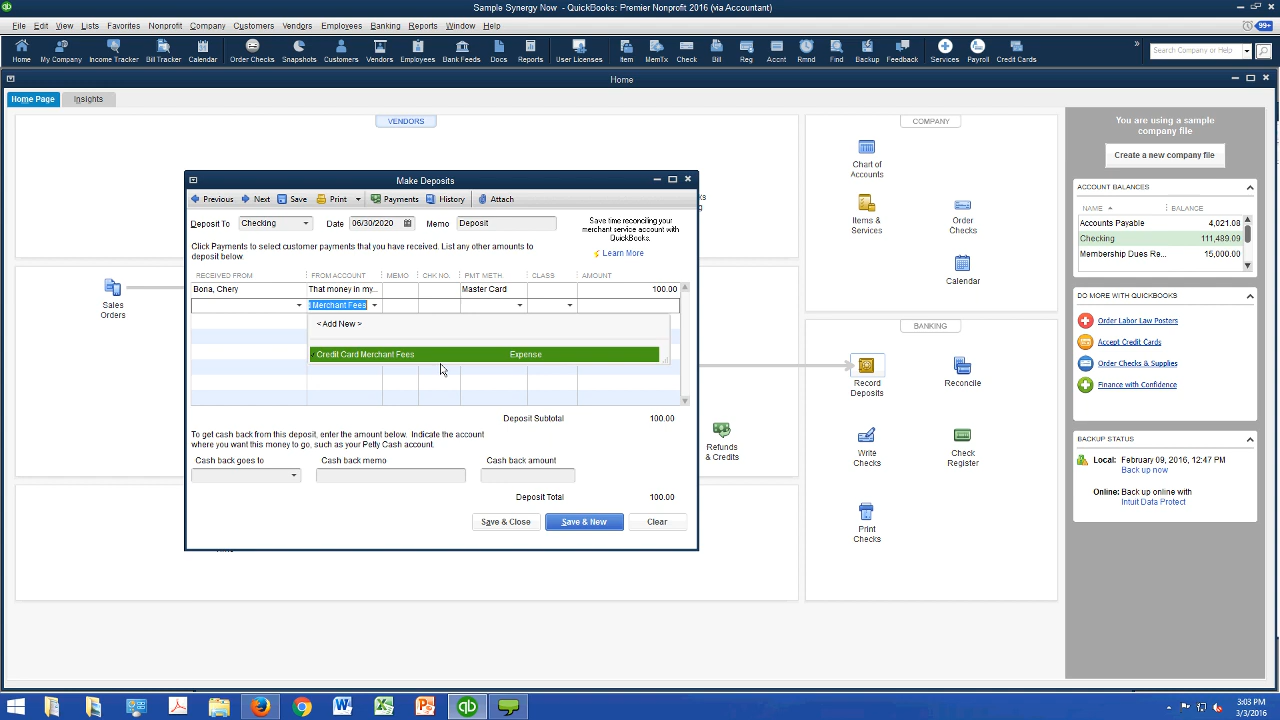 Sample Synergy Now - QuickBooks: Premier Nonprofit 2016 (via Accountant)
File Edit View Lists Favorites Nonprofit Company Customers Vendors Employees Banking Reports Window Help
99+
Home My Company Income Tracker Bill Tracker Calendar Order Checks Snapshots Customers Vendors Employees Bank Feeds Docs Reports User Licenses Item MemTx Check Bill Reg Accnt Rmnd Find Backup Feedback Services Payroll Credit Cards
Search Company or Help
Home
Home Page Insights
VENDORS
COMPANY
Chart of
Accounts
Items &
Services
Order
Checks
Calendar
BANKING
Record
Deposits
Reconcile
Write
Checks
Check
Register
Print
Checks
Sales
Orders
Refunds
& Credits
Make Deposits
Previous Next Save Print Payments History Attach
Deposit To Checking Date 06/30/2020 Memo Deposit
Save time reconciling your
merchant service account with
QuickBooks.
Learn More
Click Payments to select customer payments that you have received. List any other amounts to
deposit below.
RECEIVED FROM FROM ACCOUNT MEMO CHK NO. PMT METH. CLASS AMOUNT
Bona, Chery That money in my... Master Card 100.00
Merchant Fees
< Add New >
Credit Card Merchant Fees Expense
Deposit Subtotal 100.00
To get cash back from this deposit, enter the amount below. Indicate the account
where you want this money to go, such as your Petty Cash account.
Cash back goes to Cash back memo Cash back amount
Deposit Total 100.00
Save & Close Save & New Clear
You are using a sample
company file
Create a new company file
ACCOUNT BALANCES
NAME BALANCE
Accounts Payable 4,021.08
Checking 111,489.09
Membership Dues Re... 15,000.00
DO MORE WITH QUICKBOOKS
Order Labor Law Posters
Accept Credit Cards
Order Checks & Supplies
Finance with Confidence
BACKUP STATUS
Local: February 09, 2016, 12:47 PM
Back up now
Online: Back up online with
Intuit Data Protect
3:03 PM
3/3/2016